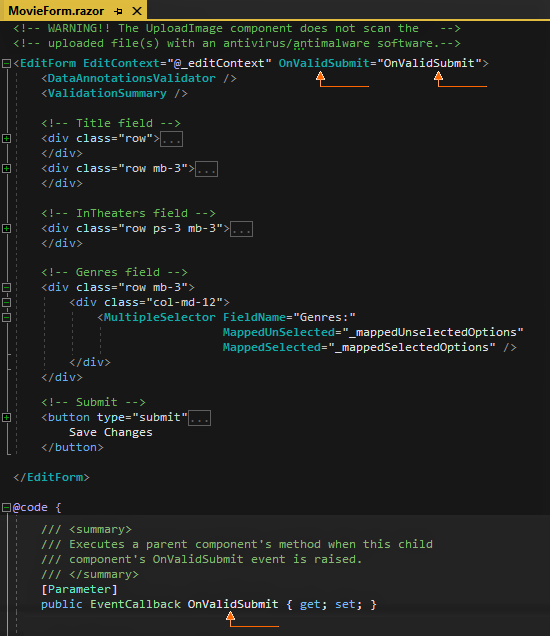 MovieForm.razor
<!-- WARNING!! The UploadImage component does not scan the   -->
<!-- uploaded file(s) with an antivirus/antimalware software.-->
<EditForm EditContext="@_editContext" OnValidSubmit="OnValidSubmit">
    <DataAnnotationsValidator />
    <ValidationSummary />
    <!-- Title field -->
    <div class="row">...
    </div>
    <div class="row mb-3">...
    </div>
    <!-- InTheaters field -->
    <div class="row ps-3 mb-3">...
    </div>
    <!-- Genres field -->
    <div class="row mb-3">
        <div class="col-md-12">
            <MultipleSelector FieldName="Genres:"
                              MappedUnSelected="_mappedUnselectedOptions"
                              MappedSelected="_mappedSelectedOptions" />
        </div>
    </div>
    <!-- Submit -->
    <button type="submit"...
        Save Changes
    </button>
</EditForm>
@code {
    /// <summary>
    /// Executes a parent component's method when this child
    /// component's OnValidSubmit event is raised.
    /// </summary>
    [Parameter]
    public EventCallback OnValidSubmit { get; set; }